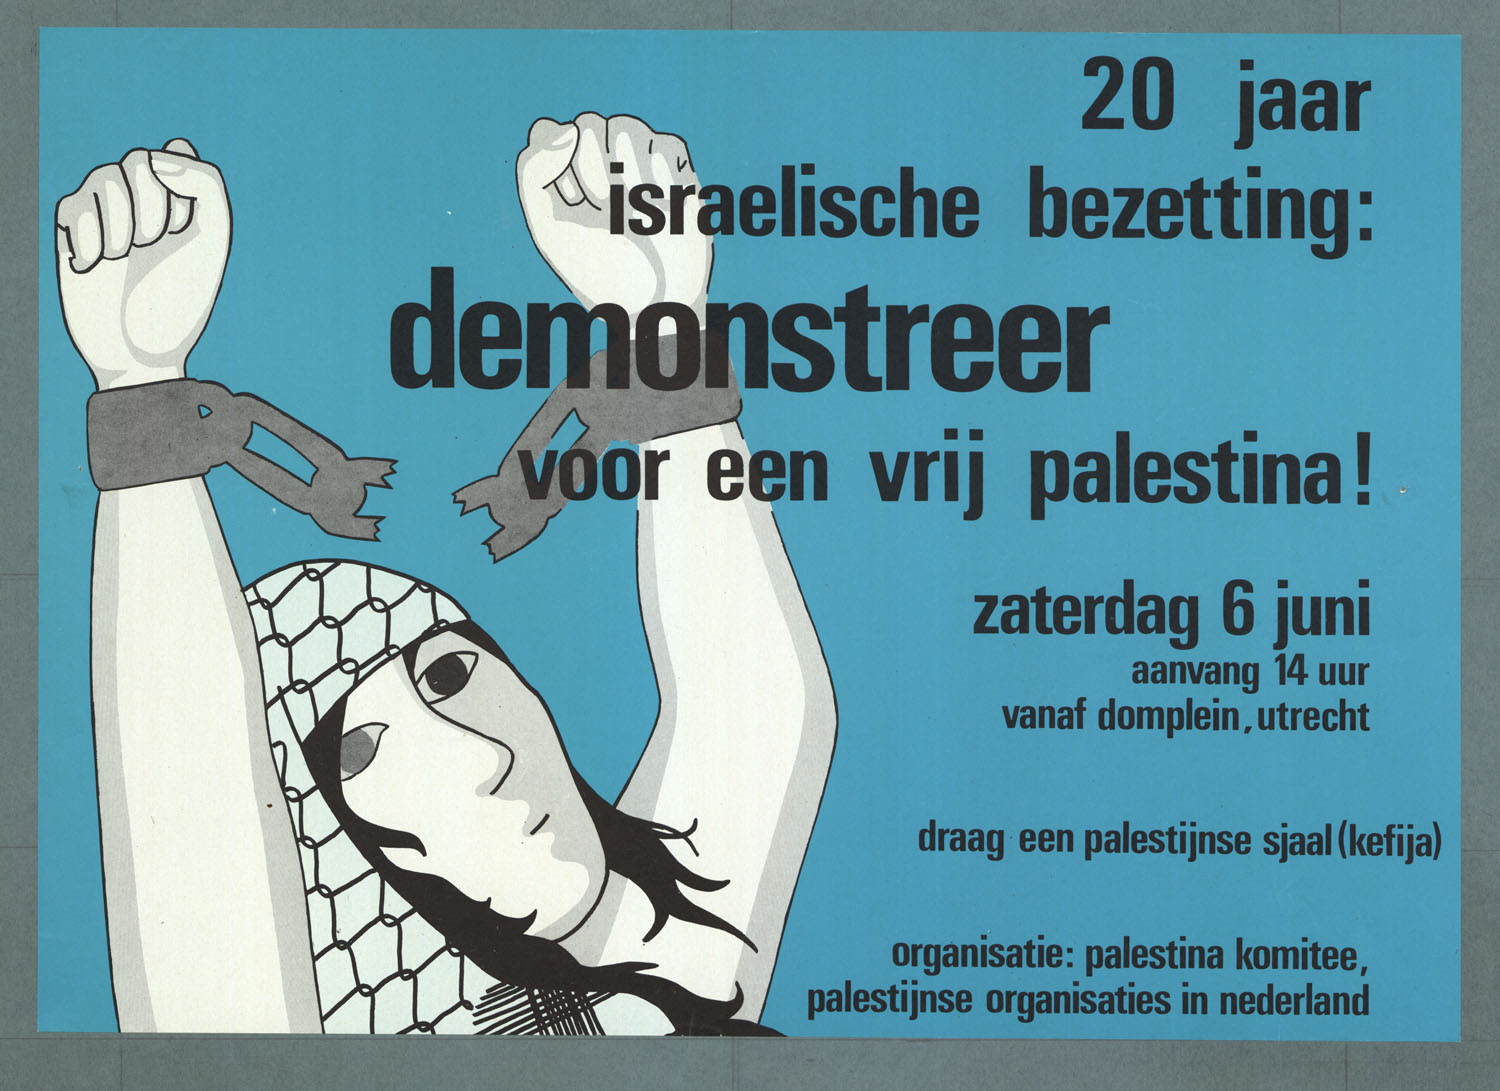 20 jaar
israelische bezetting:
demonstreer
voor een vrij palestina!
zaterdag 6 juni
aanvang 14 uur
vanaf domplein, utrecht
draag een palestijnse sjaal (kefija)
organisatie: palestina komitee,
palestijnse organisaties in nederland